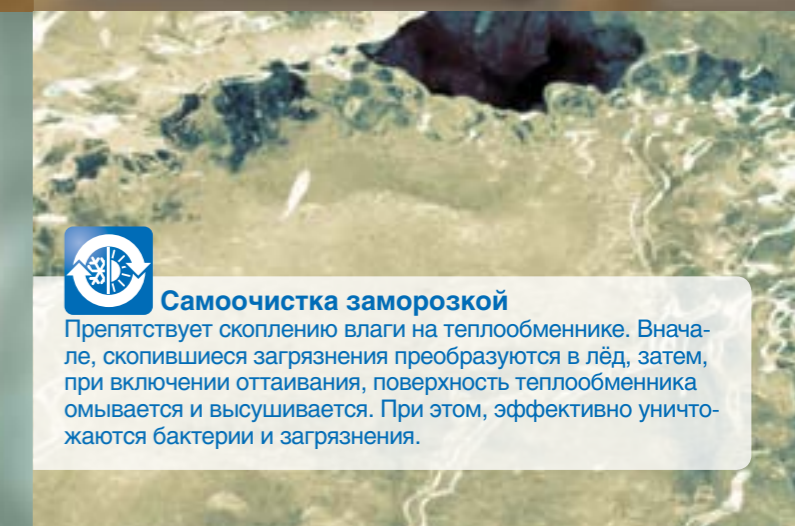 Самоочистка заморозкой
Препятствует скоплению влаги на теплообменнике. Внача-
ле, скопившиеся загрязнения преобразуются в лёд, затем,
при включении оттаивания, поверхность теплообменника
омывается и высушивается. При этом, эффективно уничто-
жаются бактерии и загрязнения.